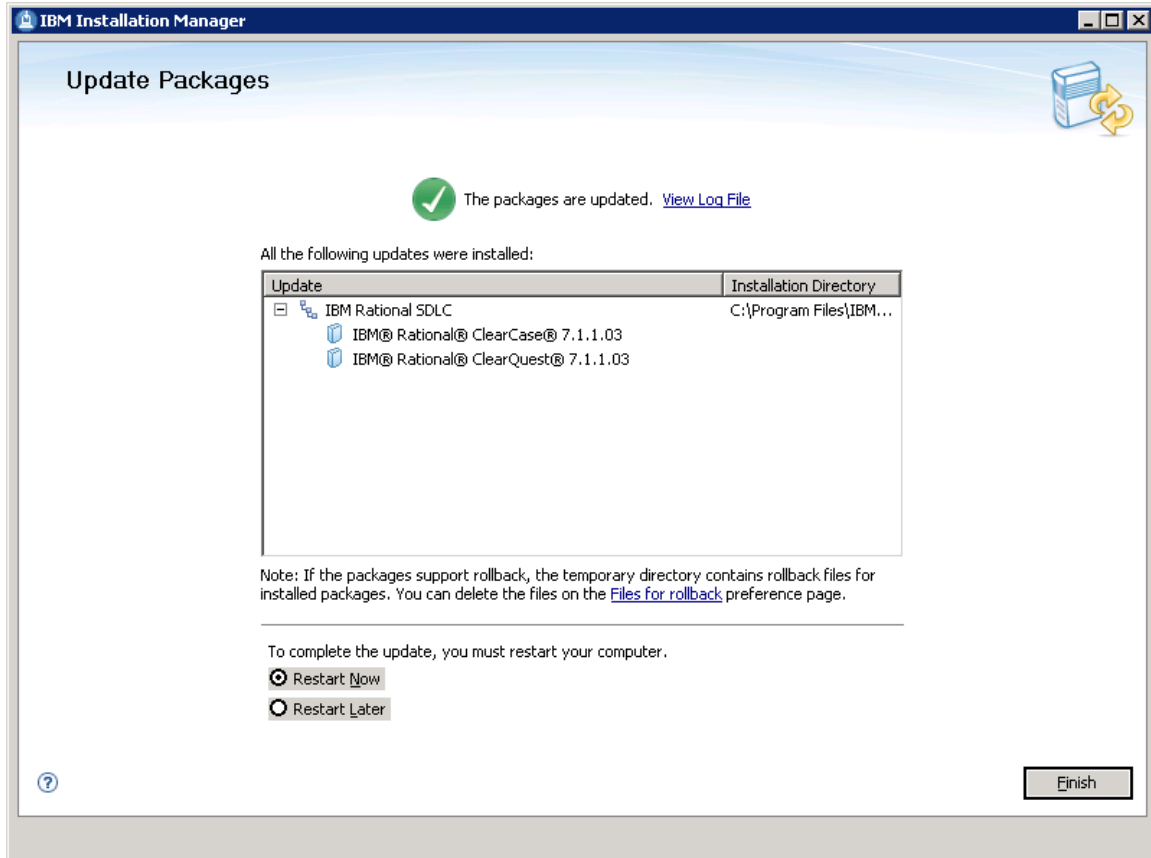 IBM Installation Manager
Update Packages
The packages are updated. View Log File
All the following updates were installed:
Update Installation Directory
IBM Rational SDLC C:\Program Files\IBM...
IBM® Rational® ClearCase® 7.1.1.03
IBM® Rational® ClearQuest® 7.1.1.03
Note: If the packages support rollback, the temporary directory contains rollback files for
installed packages. You can delete the files on the Files for rollback preference page.
To complete the update, you must restart your computer.
Restart Now
Restart Later
?
Finish